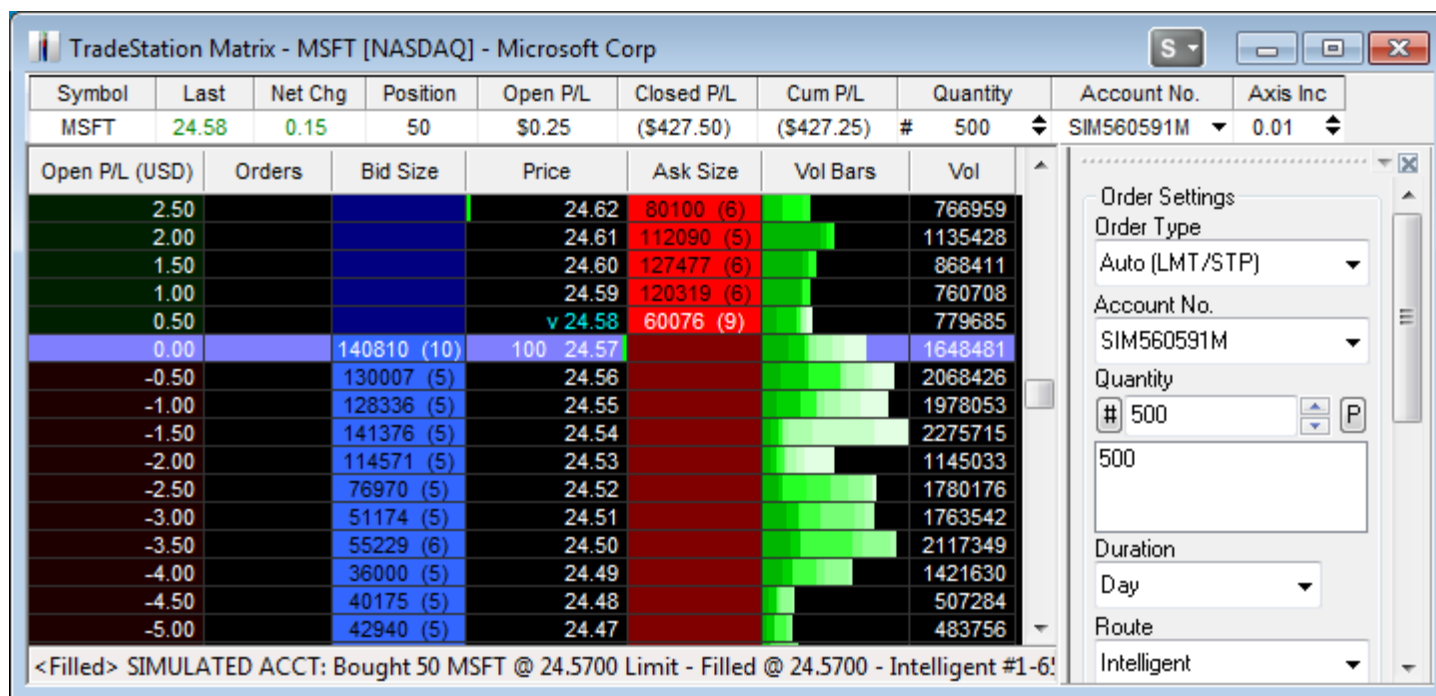 TradeStation Matrix - MSFT [NASDAQ] - Microsoft Corp S
Symbol Last Net Chg Position Open P/L Closed P/L Cum P/L Quantity Account No. Axis Inc
MSFT 24.58 0.15 50 $0.25 ($427.50) ($427.25) # 500 SIM560591M 0.01
Open P/L (USD) Orders Bid Size Price Ask Size Vol Bars Vol
2.50 24.62 80100 (6) 766959
2.00 24.61 112090 (5) 1135428
1.50 24.60 127477 (6) 868411
1.00 24.59 120319 (6) 760708
0.50 v 24.58 60076 (9) 779685
0.00 140810 (10) 100 24.57 1648481
-0.50 130007 (5) 24.56 2068426
-1.00 128336 (5) 24.55 1978053
-1.50 141376 (5) 24.54 2275715
-2.00 114571 (5) 24.53 1145033
-2.50 76970 (5) 24.52 1780176
-3.00 51174 (5) 24.51 1763542
-3.50 55229 (6) 24.50 2117349
-4.00 36000 (5) 24.49 1421630
-4.50 40175 (5) 24.48 507284
-5.00 42940 (5) 24.47 483756
<Filled> SIMULATED ACCT: Bought 50 MSFT @ 24.5700 Limit - Filled @ 24.5700 - Intelligent #1-6
Order Settings
Order Type
Auto (LMT/STP)
Account No.
SIM560591M
Quantity
# 500 P
500
Duration
Day
Route
Intelligent